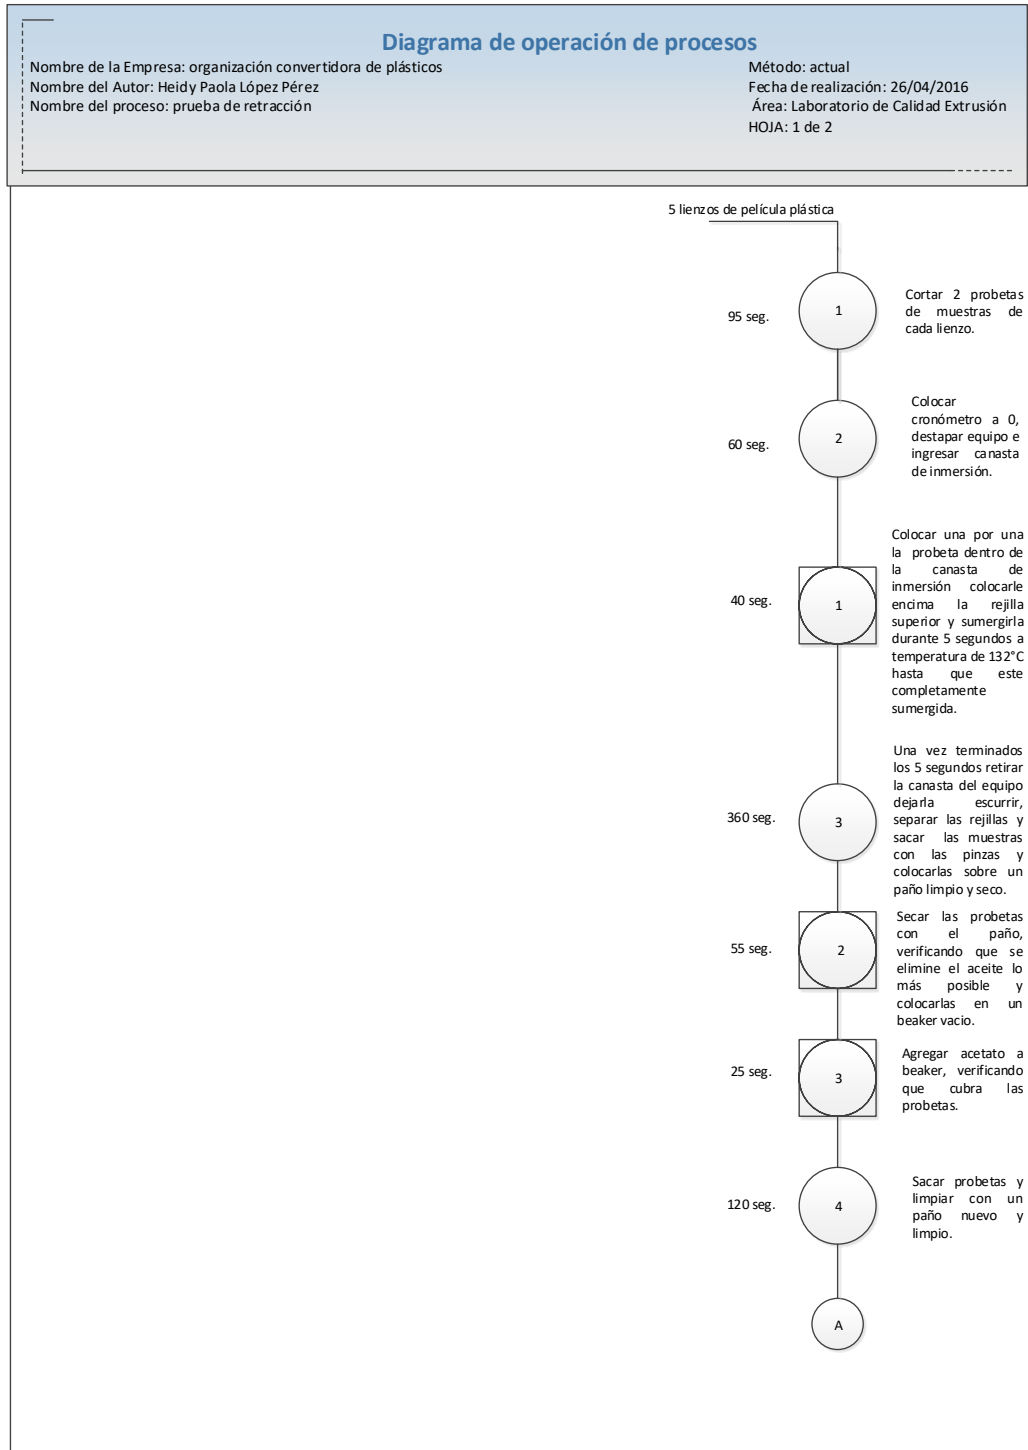 Diagrama de operación de procesos
Nombre de la Empresa: organización convertidora de plásticos
Nombre del Autor: Heidy Paola López Pérez
Nombre del proceso: prueba de retracción
Método: actual
Fecha de realización: 26/04/2016
Área: Laboratorio de Calidad Extrusión
HOJA: 1 de 2
5 lienzos de película plástica
95 seg.
1
Cortar 2 probetas
de muestras de
cada lienzo.
60 seg.
2
Colocar
cronómetro a 0,
destapar equipo e
ingresar canasta
de inmersión.
40 seg.
1
Colocar una por una
la probeta dentro de
la canasta de
inmersión colocarle
encima la rejilla
superior y sumergirla
durante 5 segundos a
temperatura de 132°C
hasta que este
completamente
sumergida.
360 seg.
3
Una vez terminados
los 5 segundos retirar
la canasta del equipo
dejarla escurrir,
separar las rejillas y
sacar las muestras
con las pinzas y
colocarlas sobre un
paño limpio y seco.
55 seg.
2
Secar las probetas
con el paño,
verificando que se
elimine el aceite lo
más posible y
colocarlas en un
beaker vacio.
25 seg.
3
Agregar acetato a
beaker, verificando
que cubra las
probetas.
120 seg.
4
Sacar probetas y
limpiar con un
paño nuevo y
limpio.
A